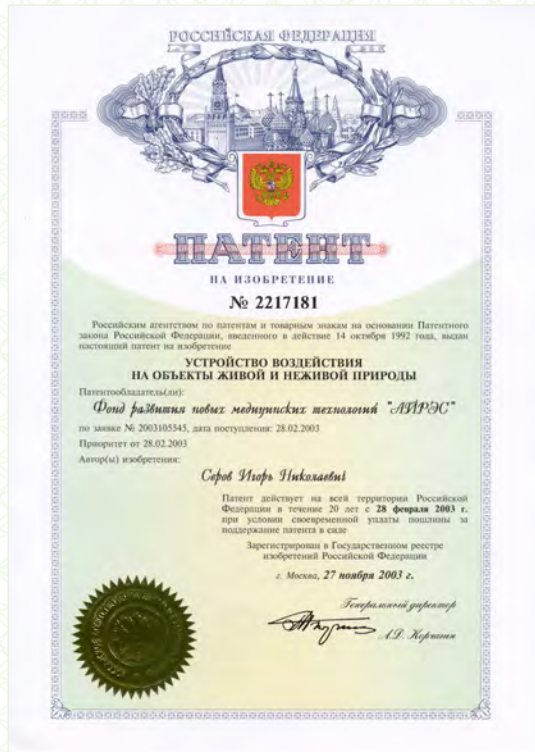 РОССИЙСКАЯ ФЕДЕРАЦИЯ
ПАТЕНТ
НА ИЗОБРЕТЕНИЕ
№ 2217181
Российским агентством по патентам и товарным знакам на основании Патентного
закона Российской Федерации, введенного в действие 14 октября 1992 года, выдан
настоящий патент на изобретение
УСТРОЙСТВО ВОЗДЕЙСТВИЯ
НА ОБЪЕКТЫ ЖИВОЙ И НЕЖИВОЙ ПРИРОДЫ
Патентообладатель(ли):
Фонд развития новых медицинских технологий "АЙРЭС"
по заявке № 2003105545, дата поступления: 28.02.2003
Приоритет от 28.02.2003
Автор(ы) изобретения:
Серов Игорь Николаевич
Патент действует на всей территории Российской
Федерации в течение 20 лет с 28 февраля 2003 г.
при условии своевременной уплаты пошлины за
поддержание патента в силе
Зарегистрирован в Государственном реестре
изобретений Российской Федерации
г. Москва, 27 ноября 2003 г.
Генеральный директор
А.Д. Корчагин